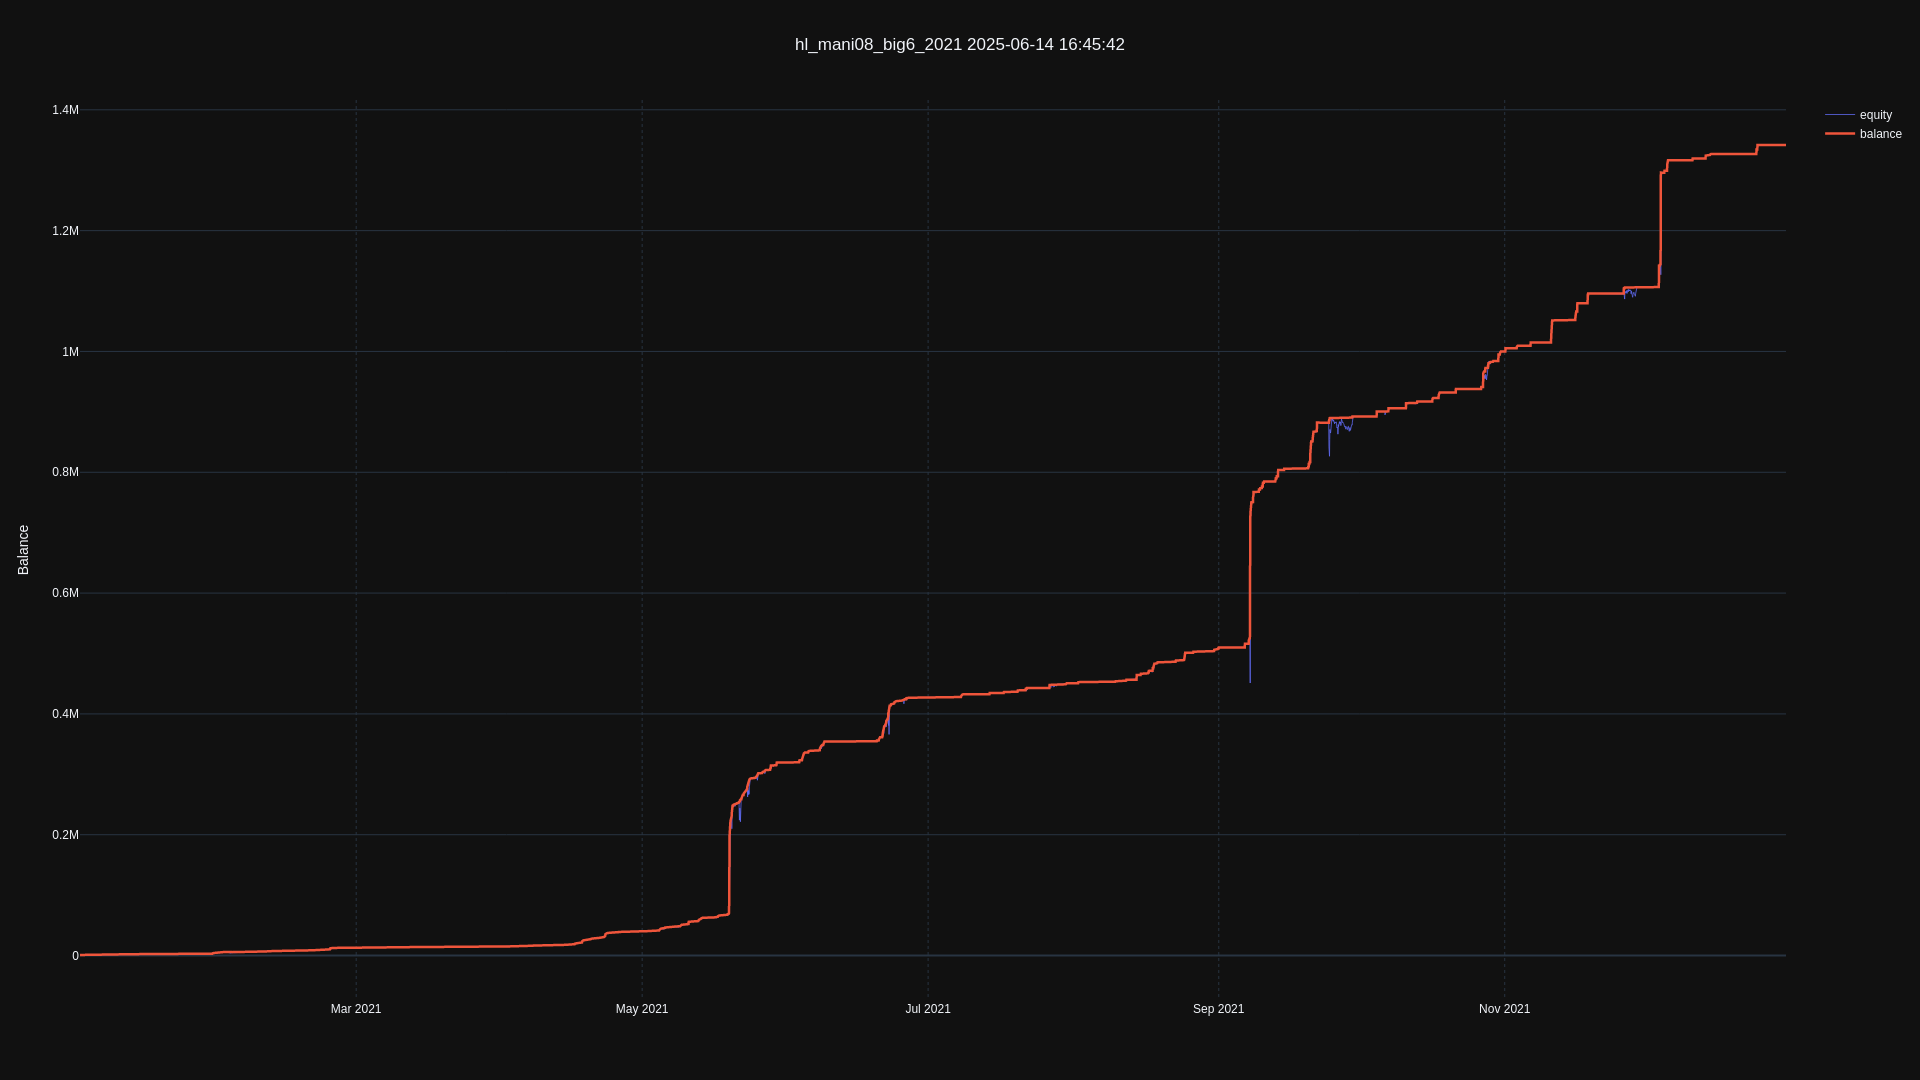 hl_mani08_big6_2021 2025-06-14 16:45:42
1.4M
1.2M
1M
0.8M
0.6M
0.4M
0.2M
0
Balance
Mar 2021
May 2021
Jul 2021
Sep 2021
Nov 2021
equity
balance